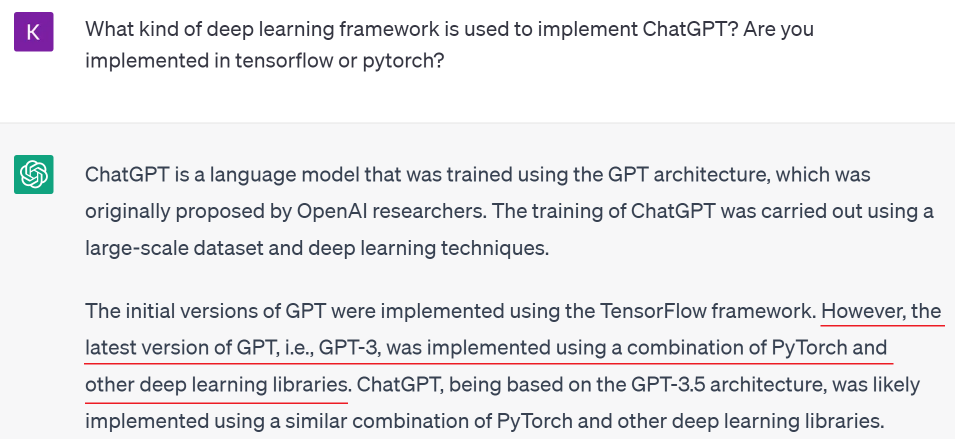 K
What kind of deep learning framework is used to implement ChatGPT? Are you
implemented in tensorflow or pytorch?
ChatGPT is a language model that was trained using the GPT architecture, which was
originally proposed by OpenAI researchers. The training of ChatGPT was carried out using a
large-scale dataset and deep learning techniques.
The initial versions of GPT were implemented using the TensorFlow framework. However, the
latest version of GPT, i.e., GPT-3, was implemented using a combination of PyTorch and
other deep learning libraries. ChatGPT, being based on the GPT-3.5 architecture, was likely
implemented using a similar combination of PyTorch and other deep learning libraries.